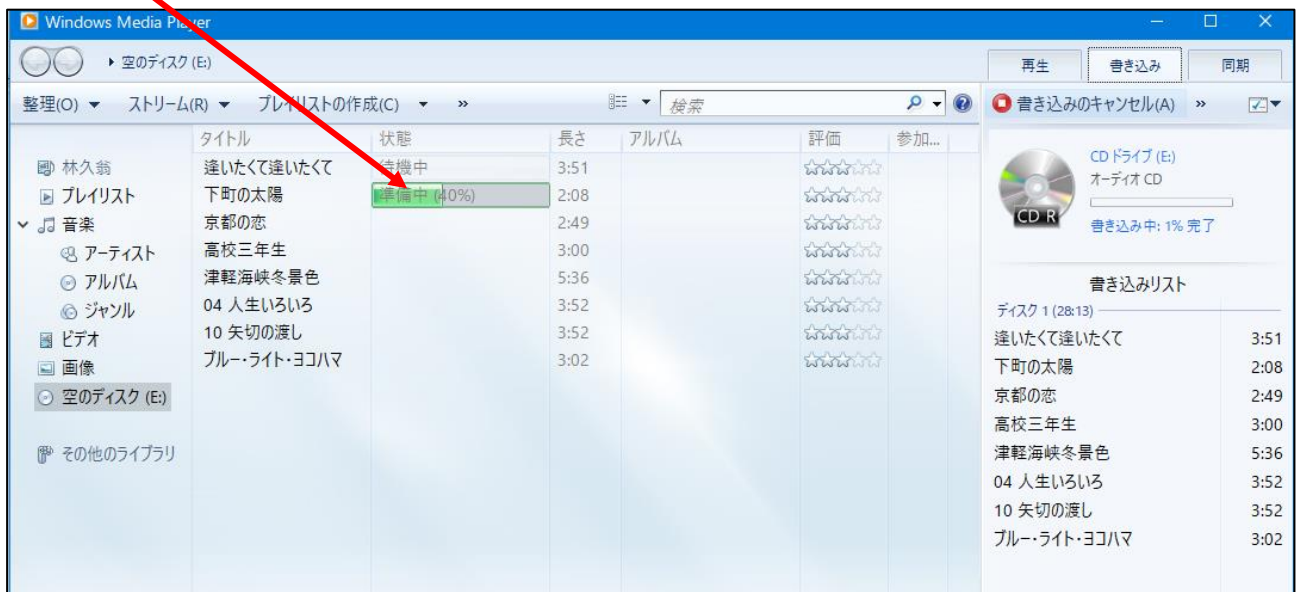 Windows Media Player
空のディスク (E:)
再生 書き込み 同期
整理(O) ストリーム(R) プレイリストの作成(C) » 検索 書き込みのキャンセル(A) »
タイトル 状態 長さ アルバム 評価 参加...
林久翁
プレイリスト
音楽
アーティスト
アルバム
ジャンル
ビデオ
画像
空のディスク (E:)
その他のライブラリ
逢いたくて逢いたくて 待機中 3:51
下町の太陽 準備中 (40%) 2:08
京都の恋 2:49
高校三年生 3:00
津軽海峡冬景色 5:36
04 人生いろいろ 3:52
10 矢切の渡し 3:52
ブルー・ライト・ヨコハマ 3:02
CD R
CD ドライブ (E:)
オーディオ CD
書き込み中: 1% 完了
書き込みリスト
ディスク 1 (28:13)
逢いたくて逢いたくて 3:51
下町の太陽 2:08
京都の恋 2:49
高校三年生 3:00
津軽海峡冬景色 5:36
04 人生いろいろ 3:52
10 矢切の渡し 3:52
ブルー・ライト・ヨコハマ 3:02